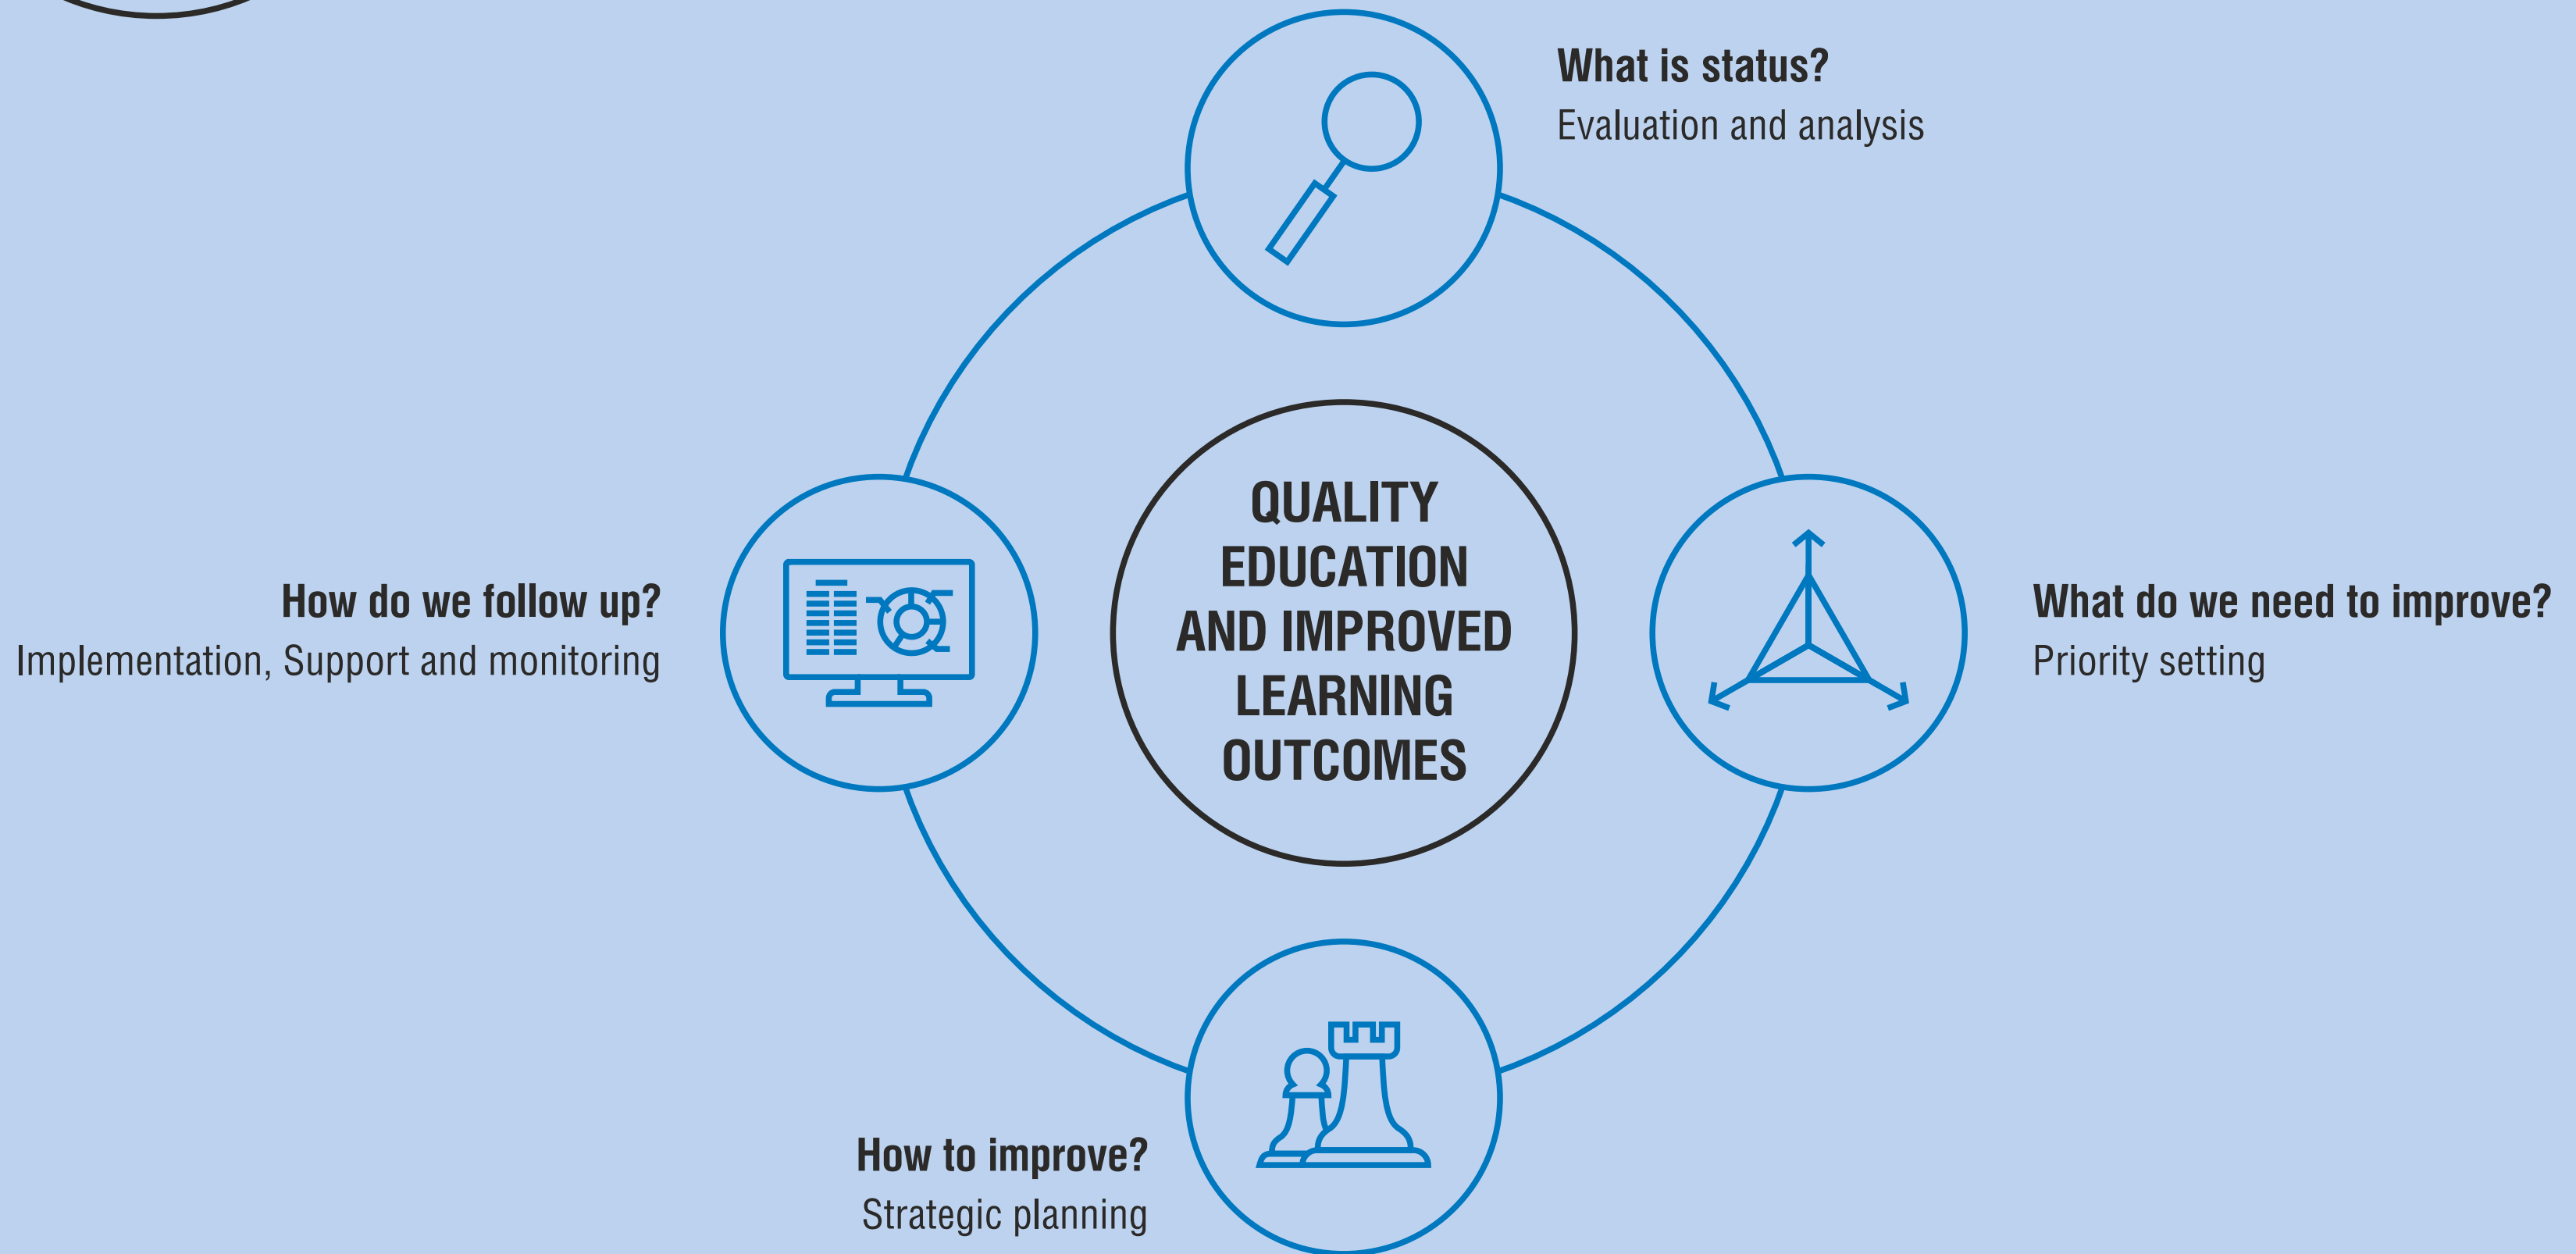 What is status?
Evaluation and analysis
QUALITY
EDUCATION
AND IMPROVED
LEARNING
OUTCOMES
What do we need to improve?
Priority setting
How to improve?
Strategic planning
How do we follow up?
Implementation, Support and monitoring